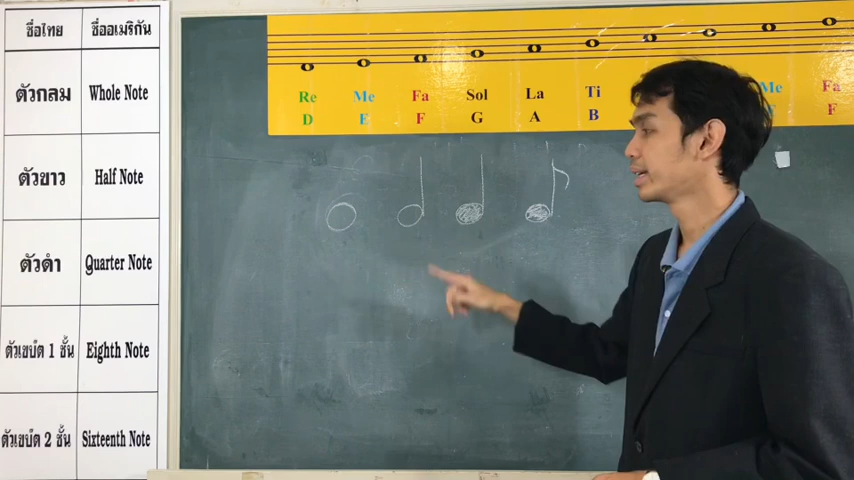 ชื่อไทย ชื่ออเมริกัน
ตัวกลม Whole Note
ตัวขาว Half Note
ตัวดำ Quarter Note
ตัวเขบ็ต 1 ชั้น Eighth Note
ตัวเขบ็ต 2 ชั้น Sixteenth Note
Re Me Fa Sol La Ti Me Fa
D E F G A B F